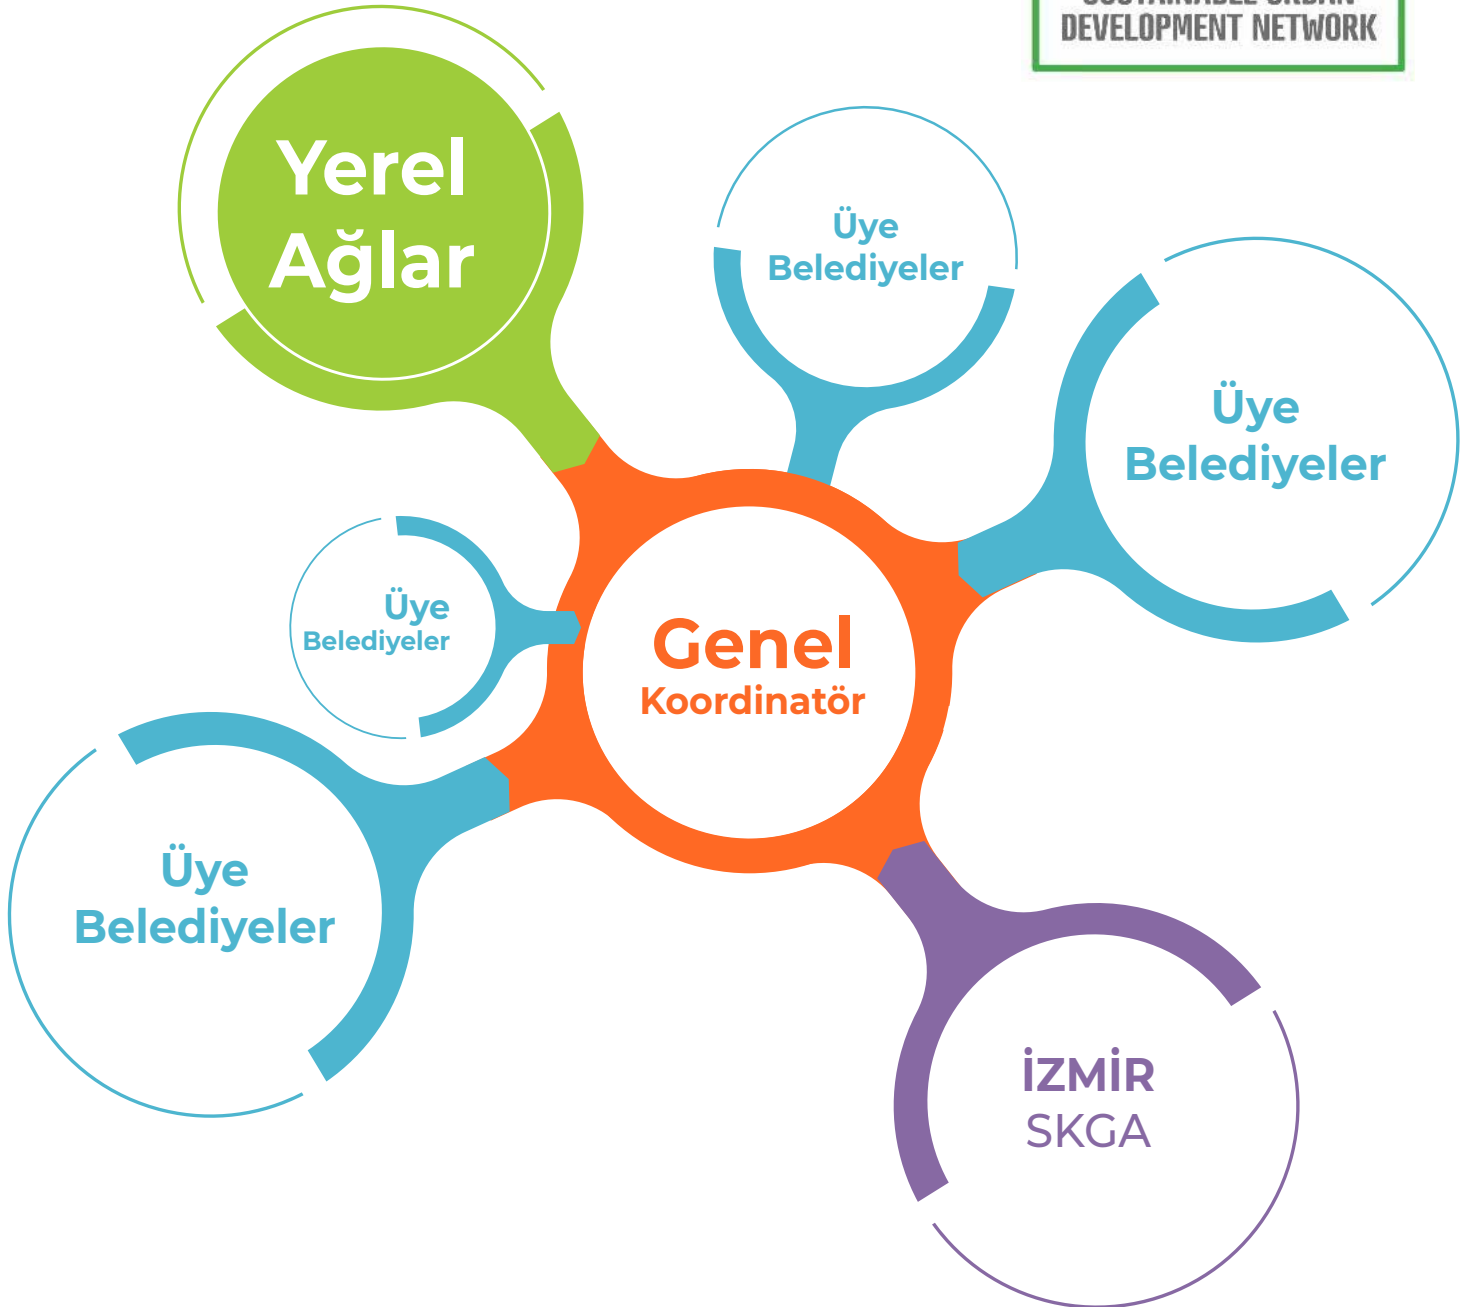 DEVELOPMENT NETWORK
Yerel
Ağlar
Üye
Belediyeler
Üye
Belediyeler
Üye
Belediyeler
Genel
Koordinatör
Üye
Belediyeler
İZMİR
SKGA